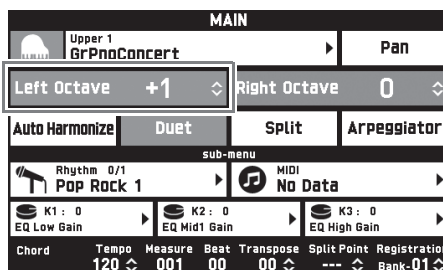 MAIN
Upper 1
GrPnoConcert
Pan
Left Octave +1 Right Octave 0
Auto Harmonize Duet Split Arpeggiator
sub-menu
Rhythm 0/1
Pop Rock 1
MIDI
No Data
K1 : 0
EQ Low Gain
K2 : 0
EQ Mid1 Gain
K3 : 0
EQ High Gain
Chord Tempo Measure Beat Transpose Split Point Registration
120 001 00 00 --- Bank-01